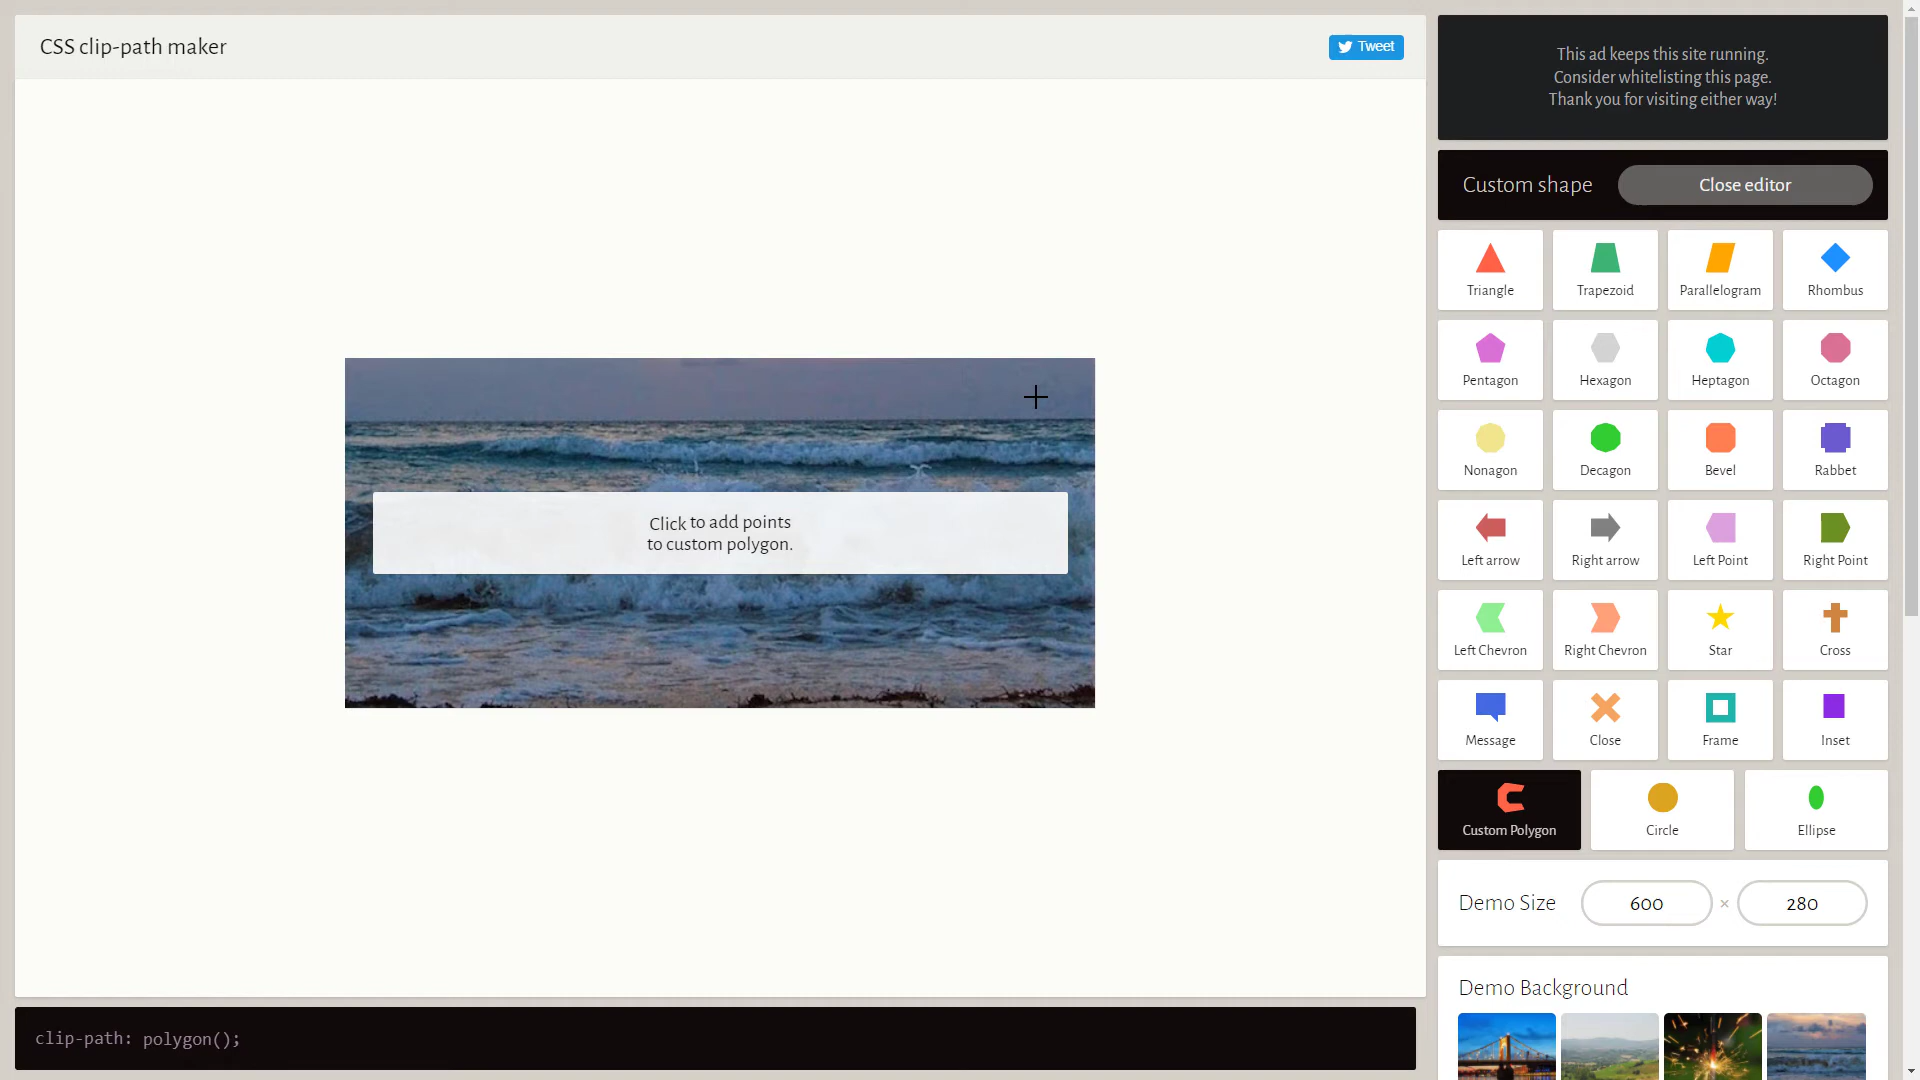 CSS clip-path maker
Tweet
This ad keeps this site running.
Consider whitelisting this page.
Thank you for visiting either way!
Custom shape
Close editor
Triangle
Trapezoid
Parallelogram
Rhombus
Pentagon
Hexagon
Heptagon
Octagon
Nonagon
Decagon
Bevel
Rabbet
Left arrow
Right arrow
Left Point
Right Point
Left Chevron
Right Chevron
Star
Cross
Message
Close
Frame
Inset
Custom Polygon
Circle
Ellipse
Click to add points
to custom polygon.
Demo Size
600 × 280
Demo Background
clip-path: polygon();